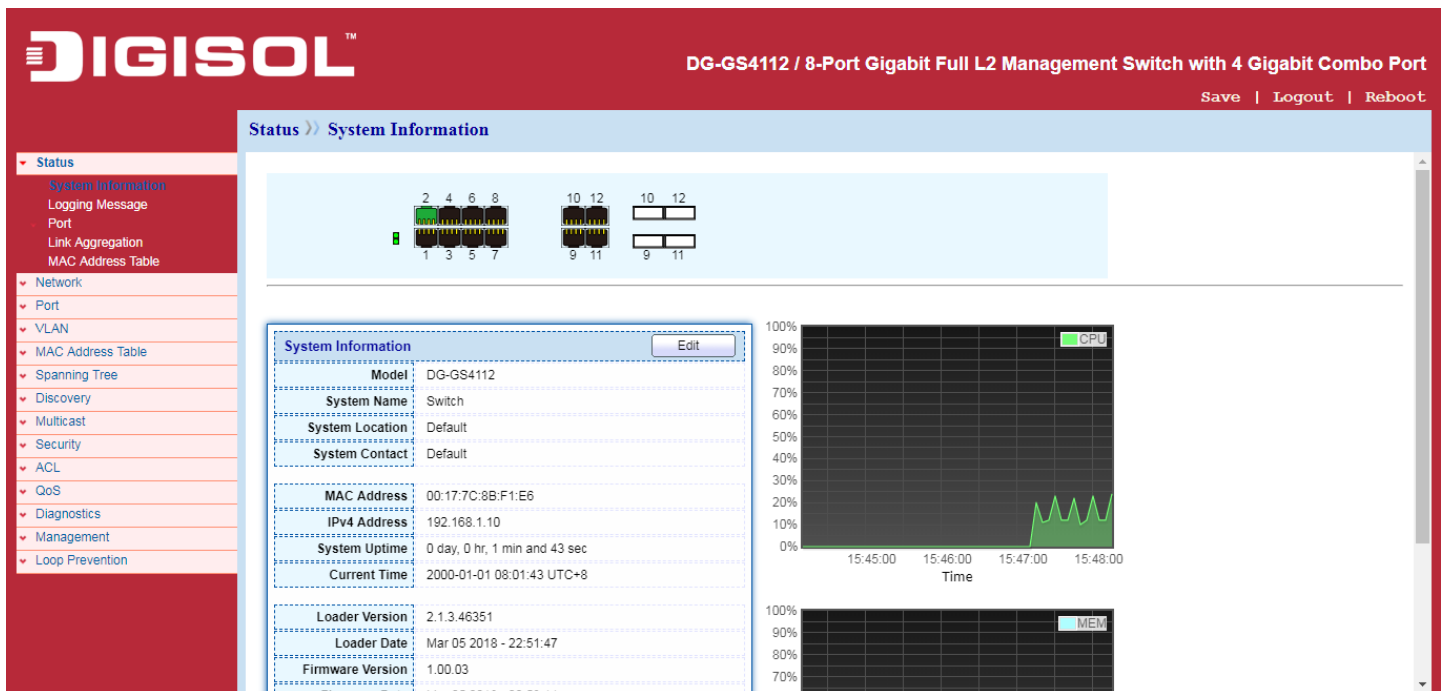 DIGISOL™
DG-GS4112 / 8-Port Gigabit Full L2 Management Switch with 4 Gigabit Combo Port
Save | Logout | Reboot
Status » System Information
Status
System Information
Logging Message
Port
Link Aggregation
MAC Address Table
Network
Port
VLAN
MAC Address Table
Spanning Tree
Discovery
Multicast
Security
ACL
QoS
Diagnostics
Management
Loop Prevention
2 4 6 8 10 12 10 12
1 3 5 7 9 11 9 11
System Information Edit
Model DG-GS4112
System Name Switch
System Location Default
System Contact Default
MAC Address 00:17:7C:8B:F1:E6
IPv4 Address 192.168.1.10
System Uptime 0 day, 0 hr, 1 min and 43 sec
Current Time 2000-01-01 08:01:43 UTC+8
Loader Version 2.1.3.46351
Loader Date Mar 05 2018 - 22:51:47
Firmware Version 1.00.03
100%
CPU
90%
80%
70%
60%
50%
40%
30%
20%
10%
0%
15:45:00 15:46:00 15:47:00 15:48:00
Time
100%
MEM
90%
80%
70%